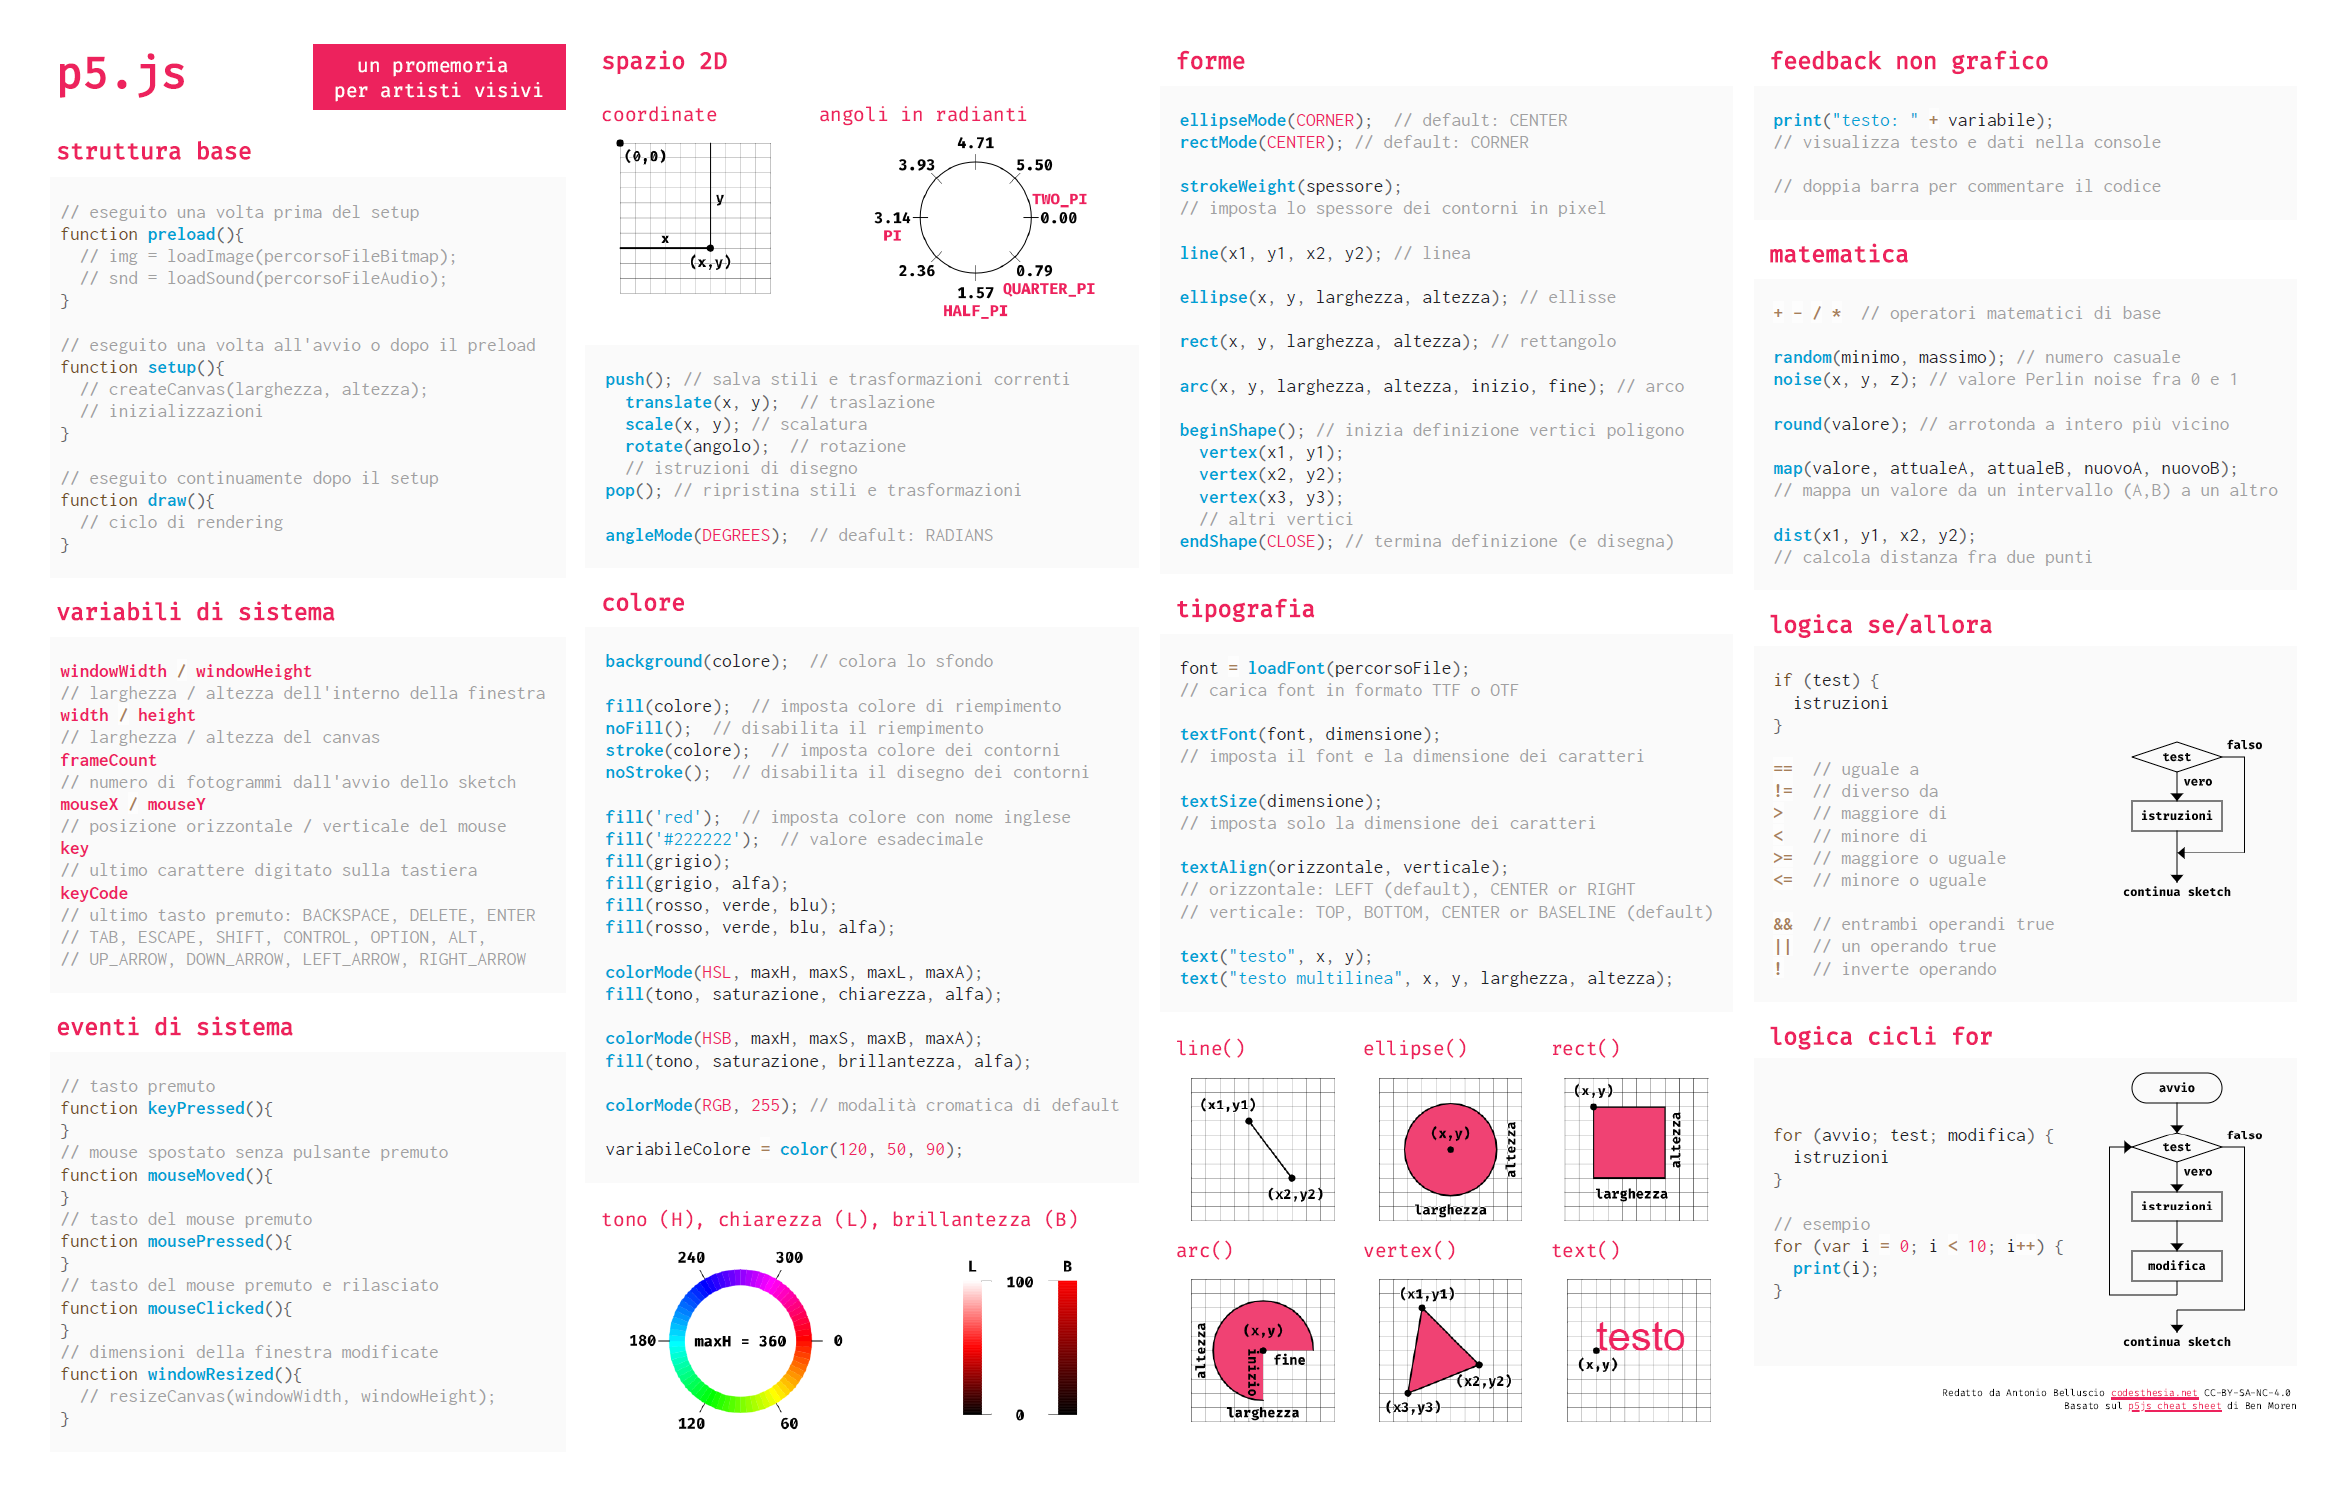 p5.js
un promemoria
per artisti visivi
struttura base
// eseguito una volta prima del setup
function preload(){
// img = loadImage(percorsoFileBitmap);
// snd = loadSound(percorsoFileAudio);
}
// eseguito una volta all'avvio o dopo il preload
function setup(){
// createCanvas(larghezza, altezza);
// inizializzazioni
}
// eseguito continuamente dopo il setup
function draw(){
// ciclo di rendering
}
variabili di sistema
windowWidth / windowHeight
// larghezza / altezza dell'interno della finestra
width / height
// larghezza / altezza del canvas
frameCount
// numero di fotogrammi dall'avvio dello sketch
mouseX / mouseY
// posizione orizzontale / verticale del mouse
key
// ultimo carattere digitato sulla tastiera
keyCode
// ultimo tasto premuto: BACKSPACE, DELETE, ENTER
// TAB, ESCAPE, SHIFT, CONTROL, OPTION, ALT,
// UP_ARROW, DOWN_ARROW, LEFT_ARROW, RIGHT_ARROW
eventi di sistema
// tasto premuto
function keyPressed(){
}
// mouse spostato senza pulsante premuto
function mouseMoved(){
}
// tasto del mouse premuto
function mousePressed(){
}
// tasto del mouse premuto e rilasciato
function mouseClicked(){
}
// dimensioni della finestra modificate
function windowResized(){
// resizeCanvas(windowWidth, windowHeight);
}
spazio 2D
coordinate
(0,0)
y
x
(x,y)
angoli in radianti
4.71
3.93
5.50
TWO_PI
3.14
0.00
PI
2.36
0.79
1.57
QUARTER_PI
HALF_PI
push(); // salva stili e trasformazioni correnti
translate(x, y);  // traslazione
scale(x, y); // scalatura
rotate(angolo);  // rotazione
// istruzioni di disegno
pop(); // ripristina stili e trasformazioni
angleMode(DEGREES);  // deafult: RADIANS
colore
background(colore);  // colora lo sfondo
fill(colore);  // imposta colore di riempimento
noFill();  // disabilita il riempimento
stroke(colore);  // imposta colore dei contorni
noStroke();  // disabilita il disegno dei contorni
fill('red');  // imposta colore con nome inglese
fill('#222222');  // valore esadecimale
fill(grigio);
fill(grigio, alfa);
fill(rosso, verde, blu);
fill(rosso, verde, blu, alfa);
colorMode(HSL, maxH, maxS, maxL, maxA);
fill(tono, saturazione, chiarezza, alfa);
colorMode(HSB, maxH, maxS, maxB, maxA);
fill(tono, saturazione, brillantezza, alfa);
colorMode(RGB, 255); // modalità cromatica di default
variabileColore = color(120, 50, 90);
tono (H), chiarezza (L), brillantezza (B)
240
300
180
maxH = 360
0
120
60
L
100
B
0
forme
ellipseMode(CORNER);  // default: CENTER
rectMode(CENTER); // default: CORNER
strokeWeight(spessore);
// imposta lo spessore dei contorni in pixel
line(x1, y1, x2, y2); // linea
ellipse(x, y, larghezza, altezza); // ellisse
rect(x, y, larghezza, altezza); // rettangolo
arc(x, y, larghezza, altezza, inizio, fine); // arco
beginShape(); // inizia definizione vertici poligono
vertex(x1, y1);
vertex(x2, y2);
vertex(x3, y3);
// altri vertici
endShape(CLOSE); // termina definizione (e disegna)
tipografia
font = loadFont(percorsoFile);
// carica font in formato TTF o OTF
textFont(font, dimensione);
// imposta il font e la dimensione dei caratteri
textSize(dimensione);
// imposta solo la dimensione dei caratteri
textAlign(orizzontale, verticale);
// orizzontale: LEFT (default), CENTER or RIGHT
// verticale: TOP, BOTTOM, CENTER or BASELINE (default)
text("testo", x, y);
text("testo multilinea", x, y, larghezza, altezza);
line()
(x1,y1)
(x2,y2)
ellipse()
(x,y)
altezza
larghezza
rect()
(x,y)
altezza
larghezza
arc()
altezza
(x,y)
inizio
fine
larghezza
vertex()
(x1,y1)
(x2,y2)
(x3,y3)
text()
testo
(x,y)
feedback non grafico
print("testo: " + variabile);
// visualizza testo e dati nella console
// doppia barra per commentare il codice
matematica
+ - / *  // operatori matematici di base
random(minimo, massimo); // numero casuale
noise(x, y, z); // valore Perlin noise fra 0 e 1
round(valore); // arrotonda a intero più vicino
map(valore, attualeA, attualeB, nuovoA, nuovoB);
// mappa un valore da un intervallo (A,B) a un altro
dist(x1, y1, x2, y2);
// calcola distanza fra due punti
logica se/allora
if (test) {
istruzioni
}
==  // uguale a
!=  // diverso da
>   // maggiore di
<   // minore di
>=  // maggiore o uguale
<=  // minore o uguale
&&  // entrambi operandi true
||  // un operando true
!   // inverte operando
falso
test
vero
istruzioni
continua sketch
logica cicli for
for (avvio; test; modifica) {
istruzioni
}
// esempio
for (var i = 0; i < 10; i++) {
print(i);
}
avvio
falso
test
vero
istruzioni
modifica
continua sketch
Redatto da Antonio Belluscio codesthesia.net CC-BY-SA-NC-4.0
Basato sul p5js cheat sheet di Ben Moren